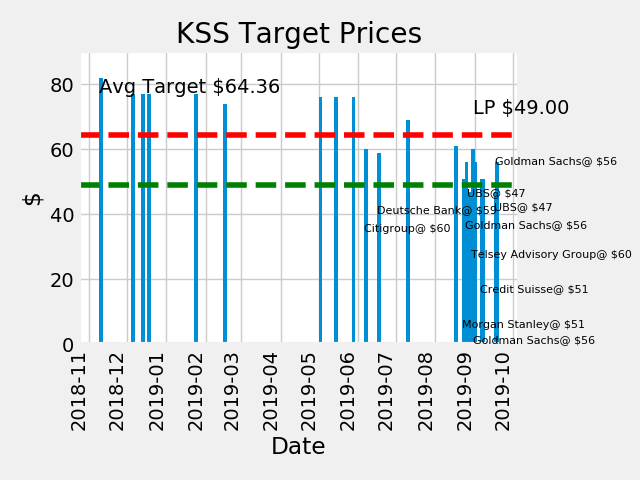 KSS Target Prices
Avg Target $64.36
LP $49.00
Goldman Sachs@ $56
UBS@ $47
UBS@ $47
Deutsche Bank@ $59
Goldman Sachs@ $56
Citigroup@ $60
Telsey Advisory Group@ $60
Credit Suisse@ $51
Morgan Stanley@ $51
Goldman Sachs@ $56
$
80
60
40
20
0
2018-11
2018-12
2019-01
2019-02
2019-03
2019-04
2019-05
2019-06
2019-07
2019-08
2019-09
2019-10
Date